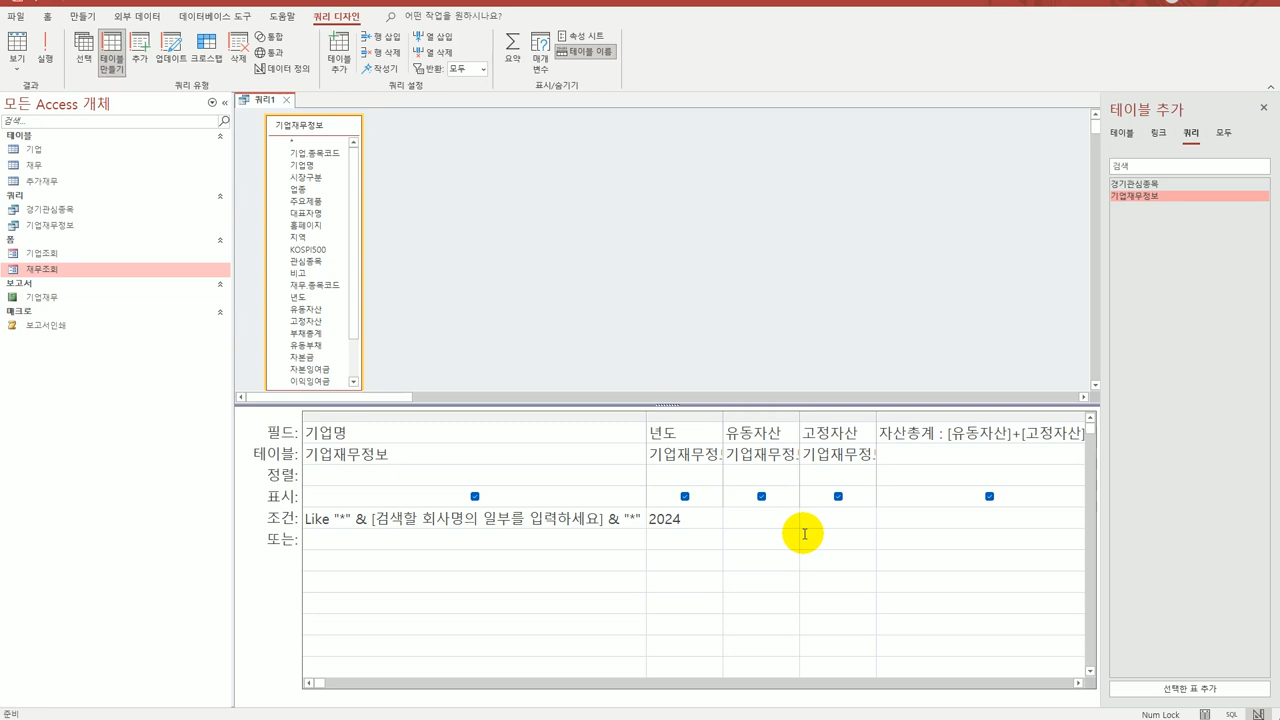 파일 홈 만들기 외부 데이터 데이터베이스 도구 도움말 쿼리 디자인 어떤 작업을 원하시나요?
보기 실행 선택 테이블 만들기 추가 업데이트 크로스탭 삭제 통합 통과 데이터 정의 테이블 추가 행 삽입 행 삭제 작성기 열 삽입 열 삭제 반환: 모두 요약 매개 변수 속성 시트 테이블 이름
결과 쿼리 유형 쿼리 설정 표시/숨기기
모든 Access 개체
검색...
테이블
기업
재무
추가재무
쿼리
경기관심종목
기업재무정보
폼
기업조회
재무조회
보고서
기업재무
매크로
보고서인쇄
쿼리1
기업재무정보
*
기업.종목코드
기업명
시장구분
업종
주요제품
대표자명
홈페이지
지역
KOSPI500
관심종목
비고
재무.종목코드
년도
유동자산
고정자산
부채총계
유동부채
자본금
자본잉여금
이익잉여금
필드: 기업명 년도 유동자산 고정자산 자산총계 : [유동자산]+[고정자산]
테이블: 기업재무정보 기업재무정보 기업재무정보 기업재무정보
정렬:
표시:
조건: Like "*" & [검색할 회사명의 일부를 입력하세요] & "*" 2024
또는:
테이블 추가
테이블 링크 쿼리 모두
검색
경기관심종목
기업재무정보
선택한 표 추가
준비 Num Lock SQL